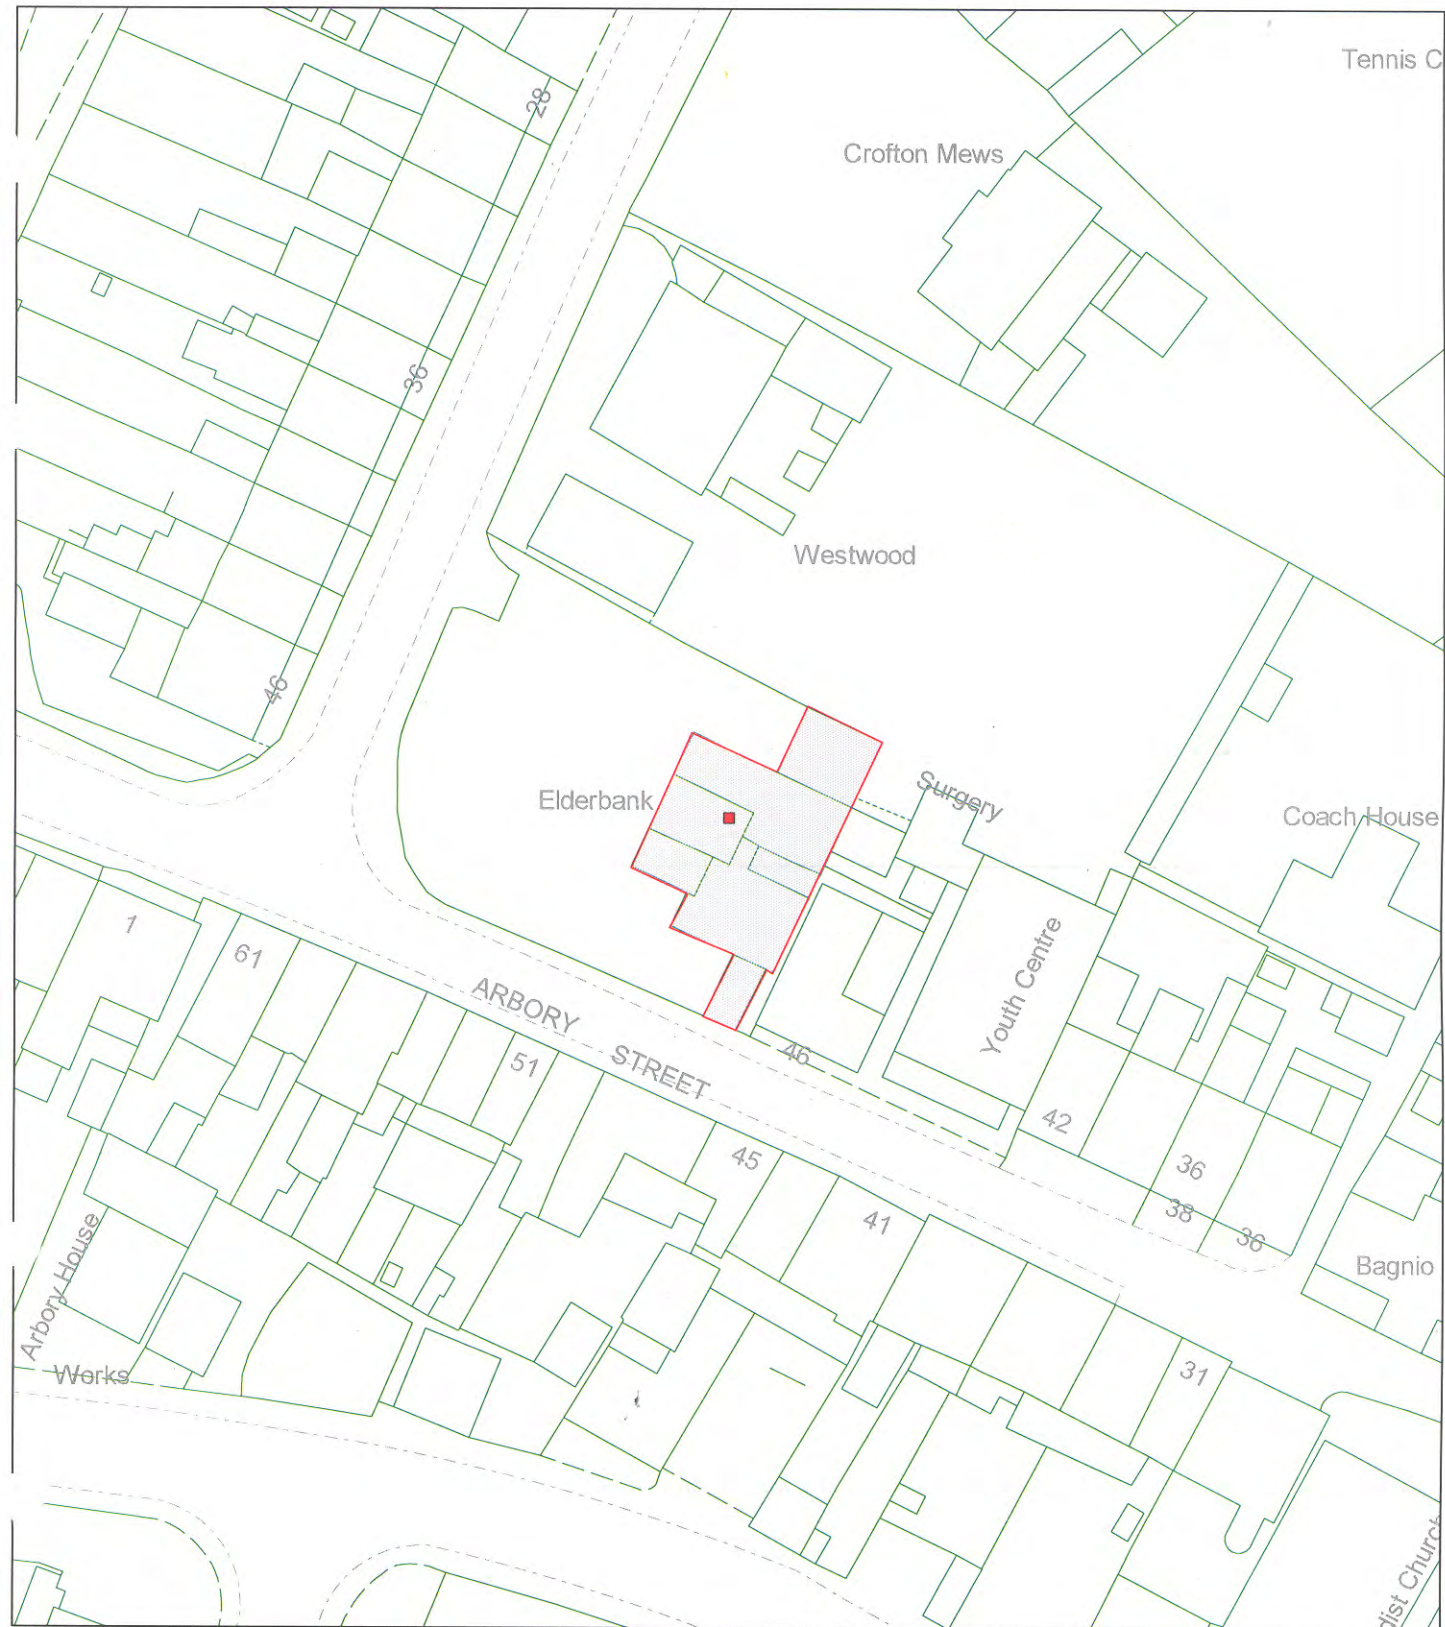 Tennis C
28
Crofton Mews
36
Westwood
46
Surgery
Elderbank
Coach House
1
61
ARBORY
STREET
Youth Centre
51
46
42
45
36
38
36
41
Arbory House
Bagnio
Works
31
dist Church